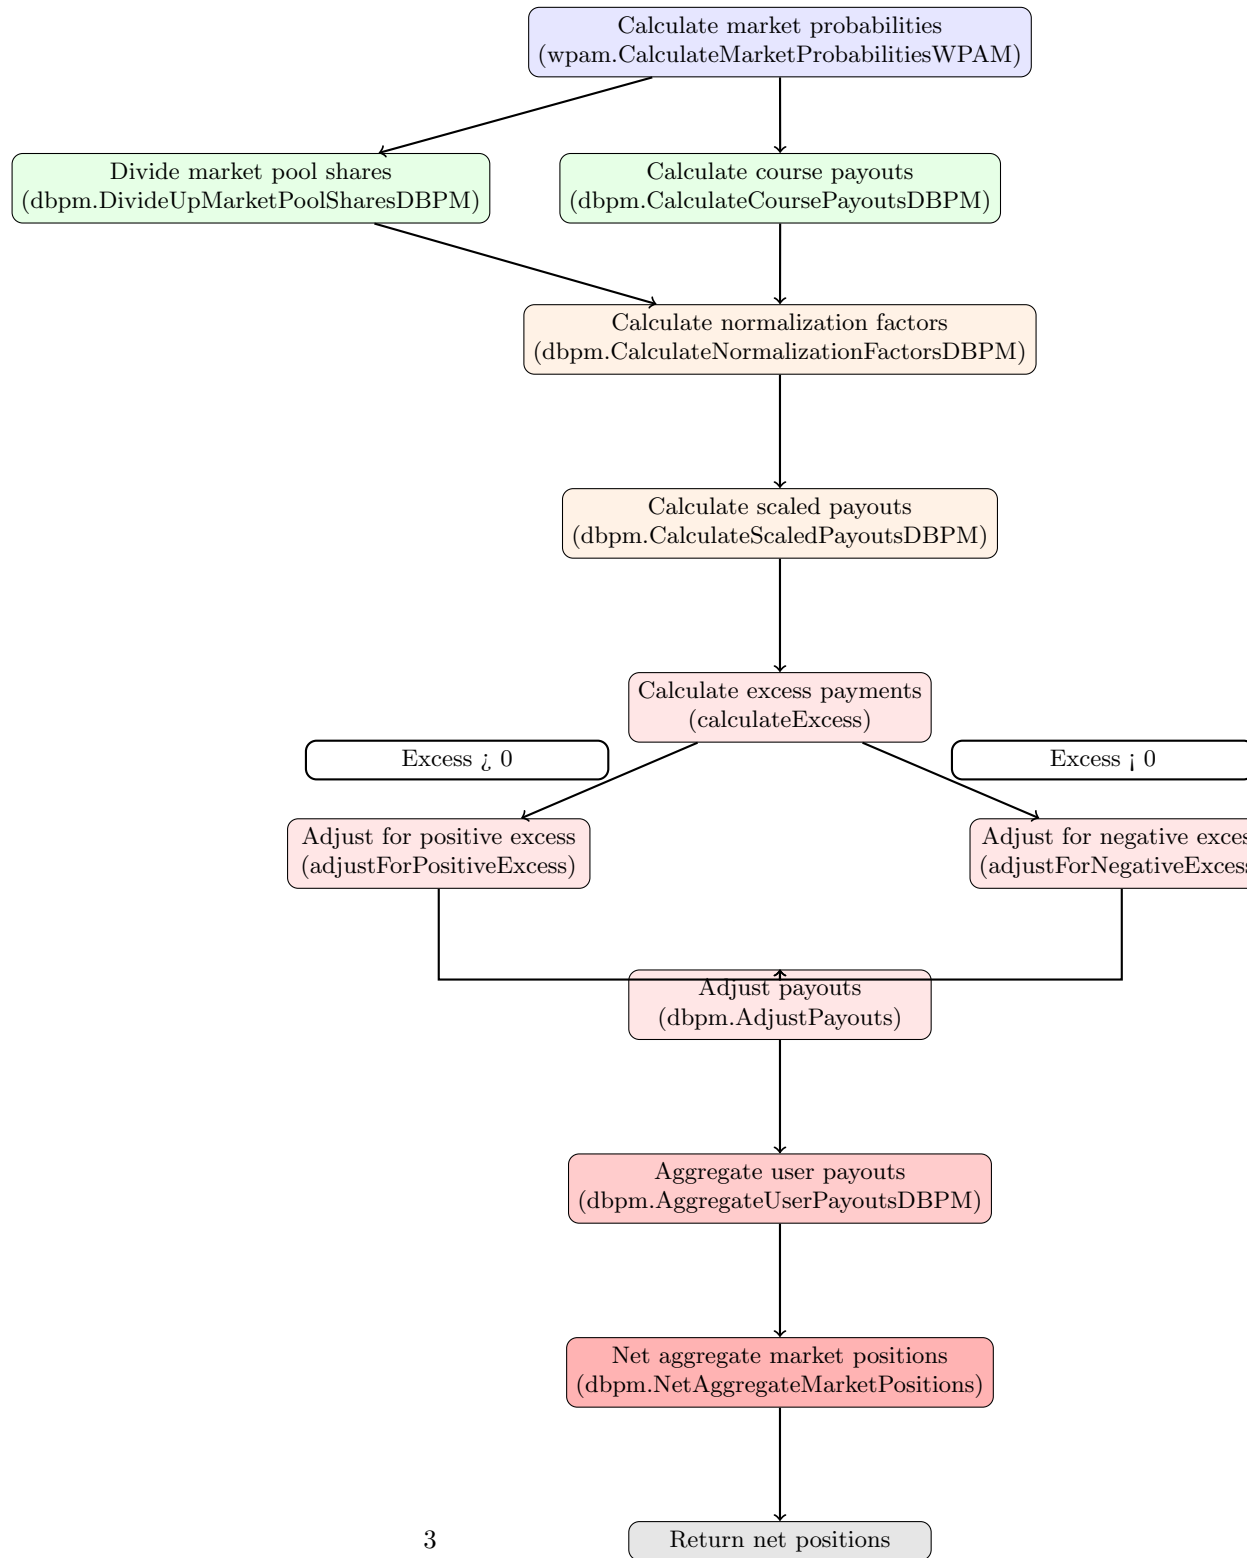 Calculate market probabilities
(wpam.CalculateMarketProbabilitiesWPAM)
Divide market pool shares
(dbpm.DivideUpMarketPoolSharesDBPM)
Calculate course payouts
(dbpm.CalculateCoursePayoutsDBPM)
Calculate normalization factors
(dbpm.CalculateNormalizationFactorsDBPM)
Calculate scaled payouts
(dbpm.CalculateScaledPayoutsDBPM)
Calculate excess payments
(calculateExcess)
Excess ¿ 0
Excess ¡ 0
Adjust for positive excess
(adjustForPositiveExcess)
Adjust for negative exces
(adjustForNegativeExcess
Adjust payouts
(dbpm.AdjustPayouts)
Aggregate user payouts
(dbpm.AggregateUserPayoutsDBPM)
Net aggregate market positions
(dbpm.NetAggregateMarketPositions)
3
Return net positions